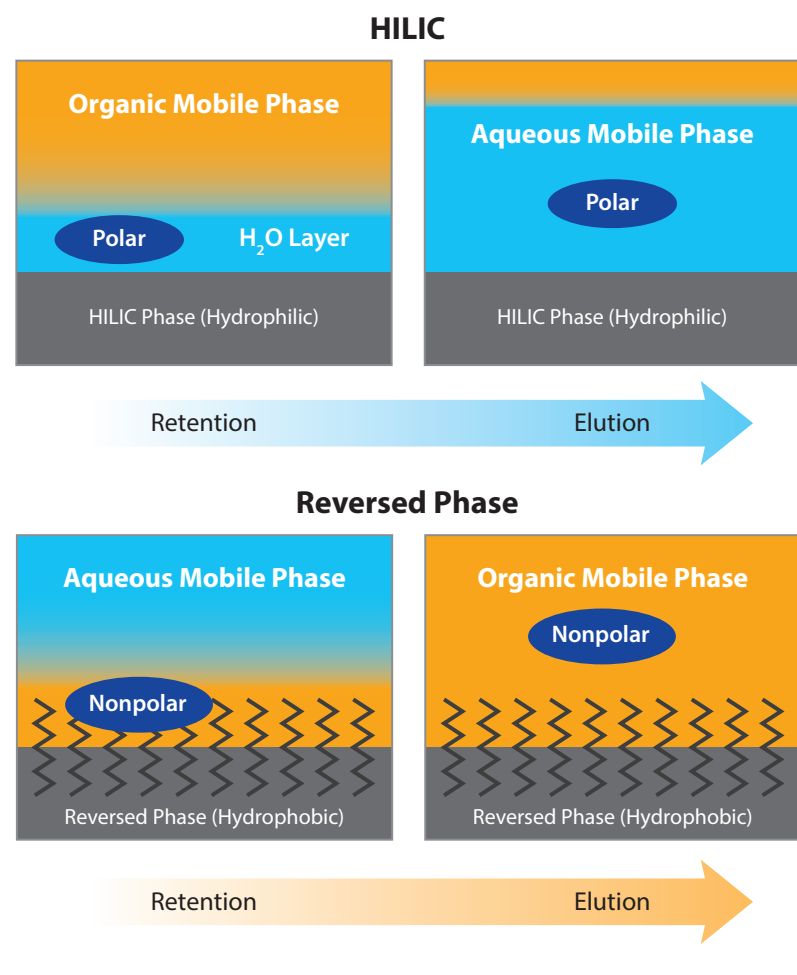 HILIC
Organic Mobile Phase
Polar
H₂O Layer
HILIC Phase (Hydrophilic)
Aqueous Mobile Phase
Polar
HILIC Phase (Hydrophilic)
Retention
Elution
Reversed Phase
Aqueous Mobile Phase
Nonpolar
Reversed Phase (Hydrophobic)
Organic Mobile Phase
Nonpolar
Reversed Phase (Hydrophobic)
Retention
Elution